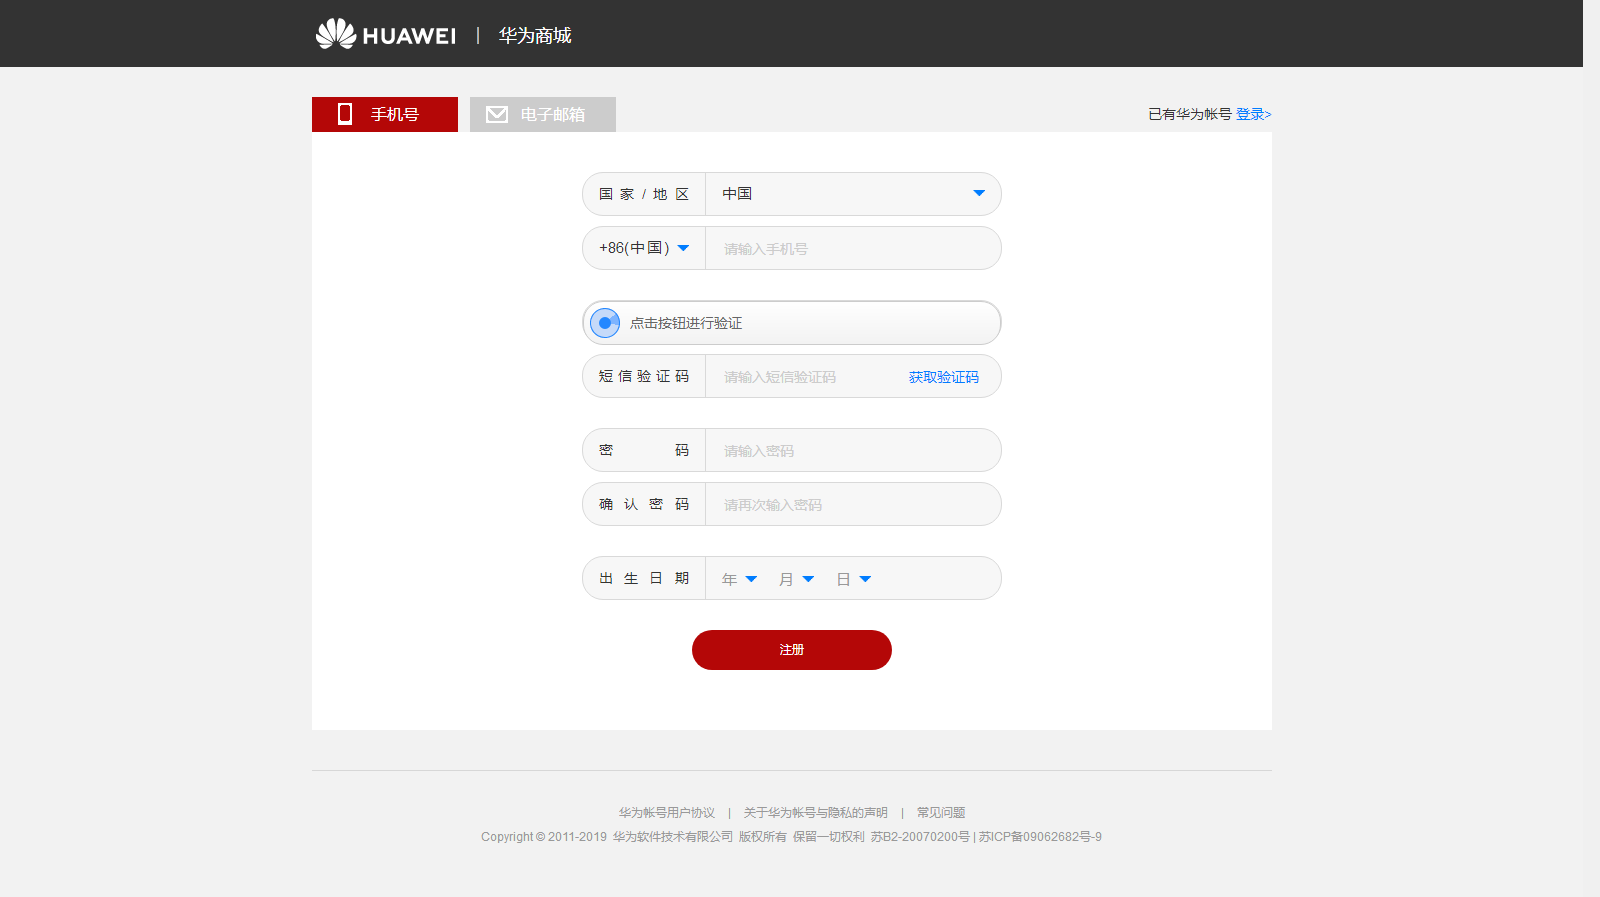 HUAWEI | 华为商城
手机号 电子邮箱 已有华为帐号 登录>
国家/地区 中国
+86(中国) 请输入手机号
点击按钮进行验证
短信验证码 请输入短信验证码 获取验证码
密码 请输入密码
确认密码 请再次输入密码
出生日期 年 月 日
注册
华为帐号用户协议 | 关于华为帐号与隐私的声明 | 常见问题
Copyright © 2011-2019 华为软件技术有限公司 版权所有 保留一切权利 苏B2-20070200号 | 苏ICP备09062682号-9